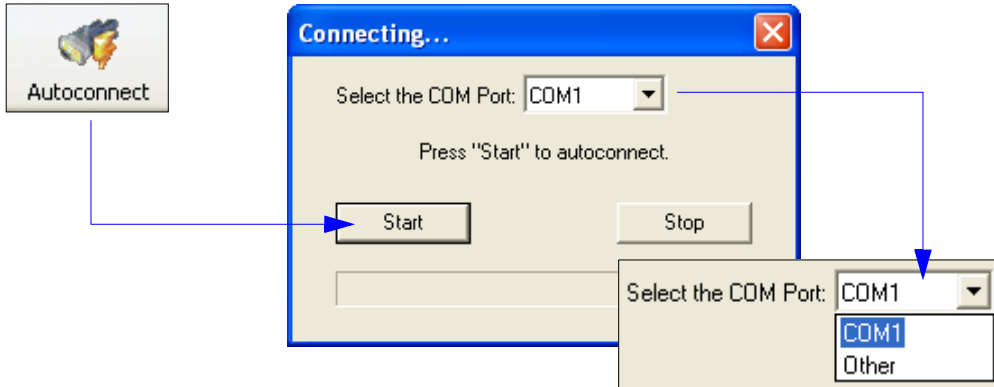 Autoconnect
Connecting...
Select the COM Port: COM1
Press "Start" to autoconnect.
Start Stop
Select the COM Port: COM1
COM1
Other